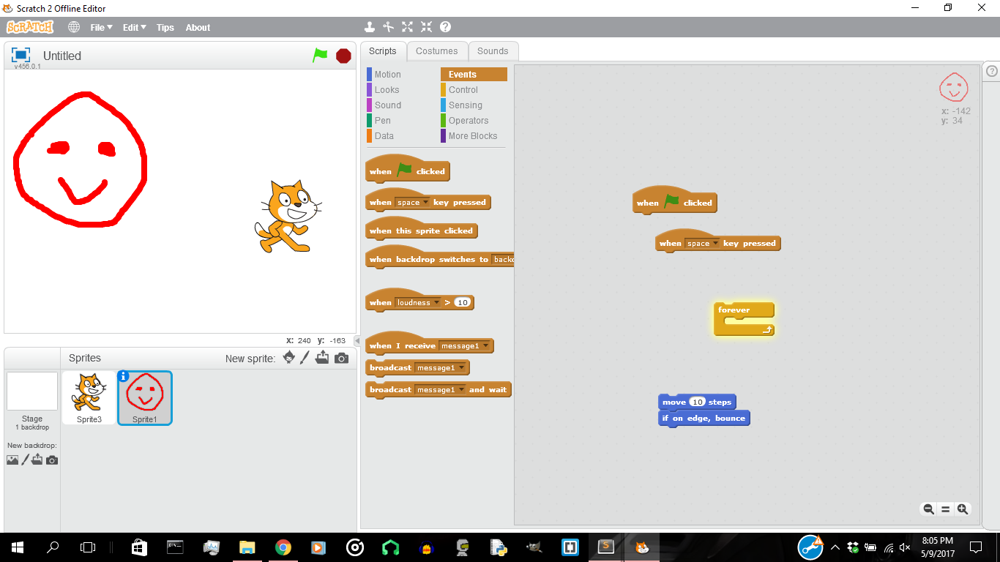 Scratch 2 Offline Editor
SCRATCH File Edit Tips About
Untitled
v456.0.1
X: 240 y: -163
Sprites New sprite:
Sprite3 Sprite1
Stage
1 backdrop
New backdrop:
Scripts Costumes Sounds
Motion Events
Looks Control
Sound Sensing
Pen Operators
Data More Blocks
when clicked
when space key pressed
when this sprite clicked
when backdrop switches to backd
when loudness > 10
when I receive message1
broadcast message1
broadcast message1 and wait
x: -142
y: 34
when clicked
when space key pressed
forever
move 10 steps
if on edge, bounce
8:05 PM
5/9/2017